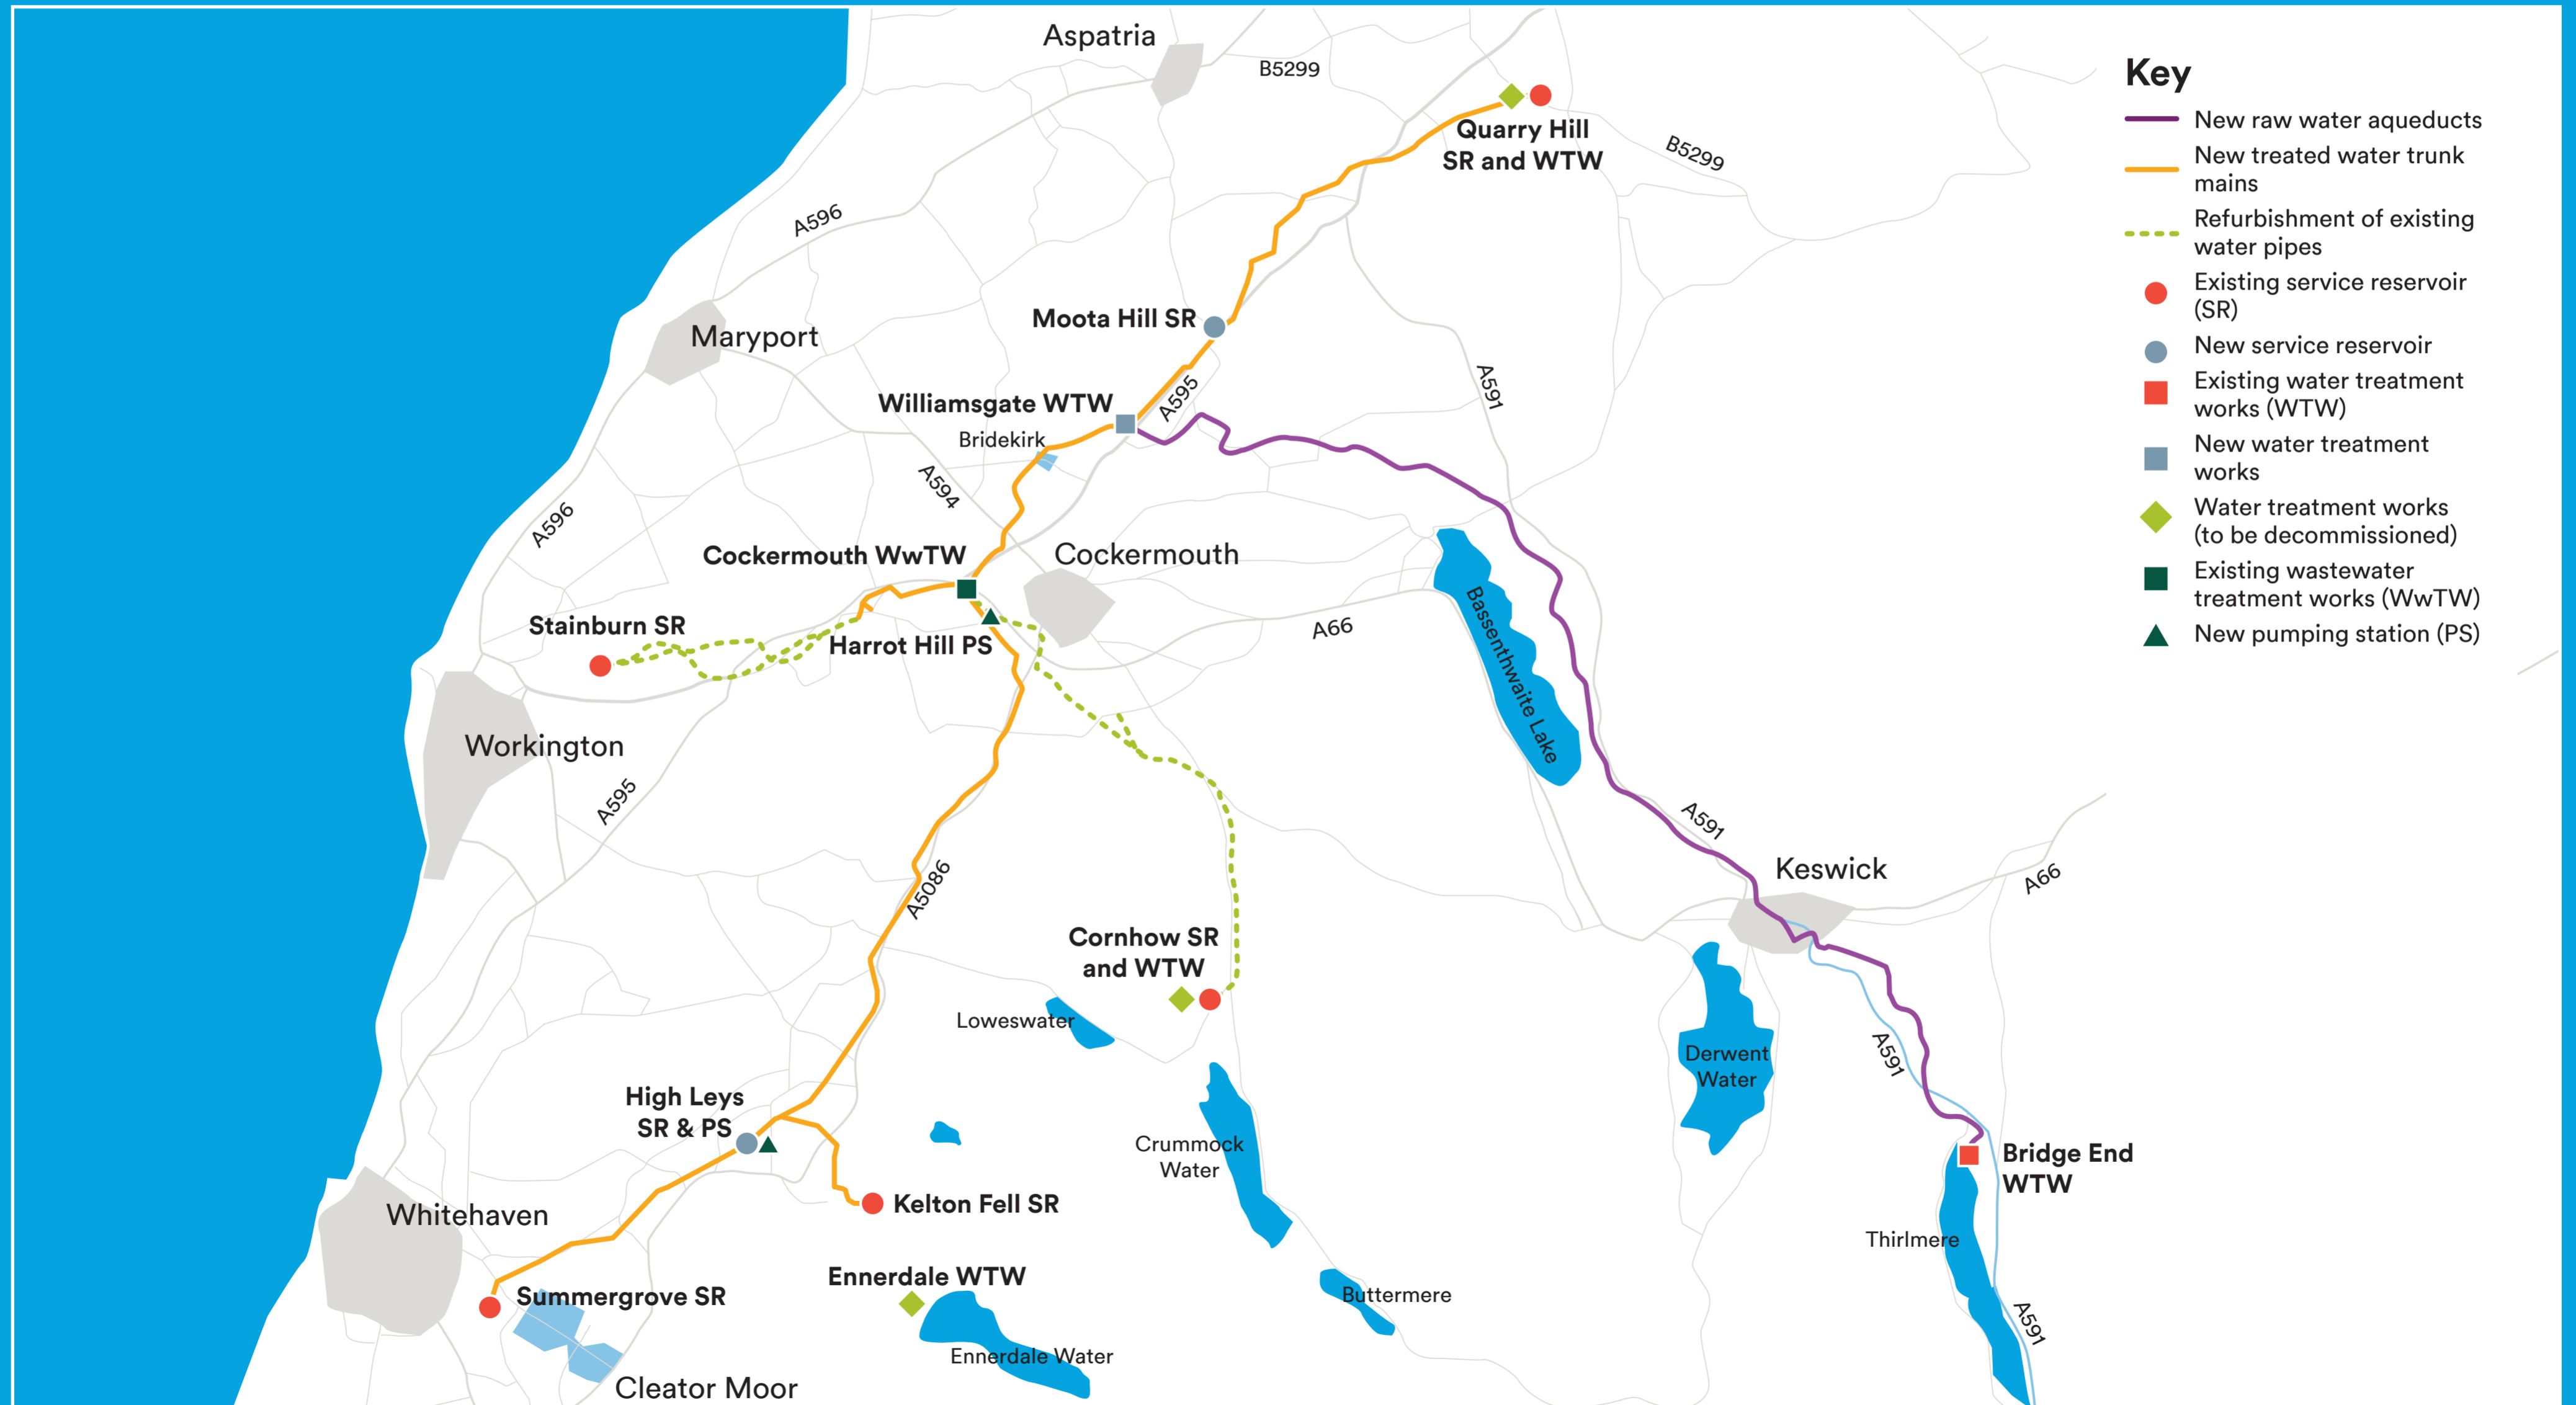 Aspatria
B5299
Quarry Hill
SR and WTW
B5299
A596
Moota Hill SR
Maryport
A591
Williamsgate WTW
A595
Bridekirk
A594
A596
Cockermouth WwTW
Cockermouth
Stainburn SR
Harrot Hill PS
A66
Bassenthwaite Lake
Workington
A595
A591
Keswick
A66
A5086
Cornhow SR
and WTW
Loweswater
Derwent
Water
A591
High Leys
SR & PS
Crummock
Water
Bridge End
WTW
Kelton Fell SR
Whitehaven
Thirlmere
Ennerdale WTW
Summergrove SR
Buttermere
A591
Ennerdale Water
Cleator Moor
Key
New raw water aqueducts
New treated water trunk
mains
Refurbishment of existing
water pipes
Existing service reservoir
(SR)
New service reservoir
Existing water treatment
works (WTW)
New water treatment
works
Water treatment works
(to be decommissioned)
Existing wastewater
treatment works (WwTW)
New pumping station (PS)